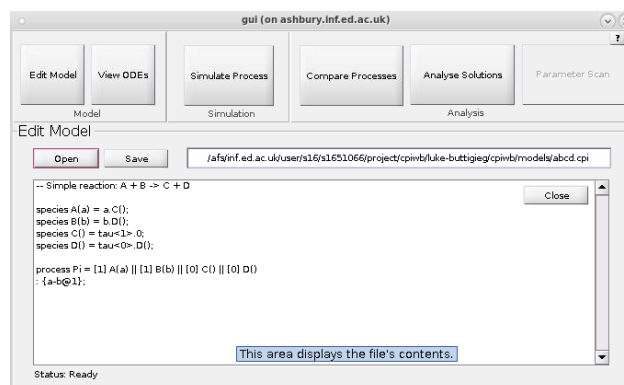 gui (on ashbury.inf.ed.ac.uk)
?
Edit Model
View ODEs
Simulate Process
Compare Processes
Analyse Solutions
Parameter Scan
Model
Simulation
Analysis
Edit Model
Open
Save
/afs/inf.ed.ac.uk/user/s16/s1651066/project/cpiwb/luke-buttigieg/cpiwb/models/abcd.cpi
-- Simple reaction: A + B -> C + D
Close
species A(a) = a.C();
species B(b) = b.D();
species C() = tau<1>.0;
species D() = tau<0>.D();
process Pi = [1] A(a) || [1] B(b) || [0] C() || [0] D()
: {a-b@1};
This area displays the file's contents.
Status: Ready